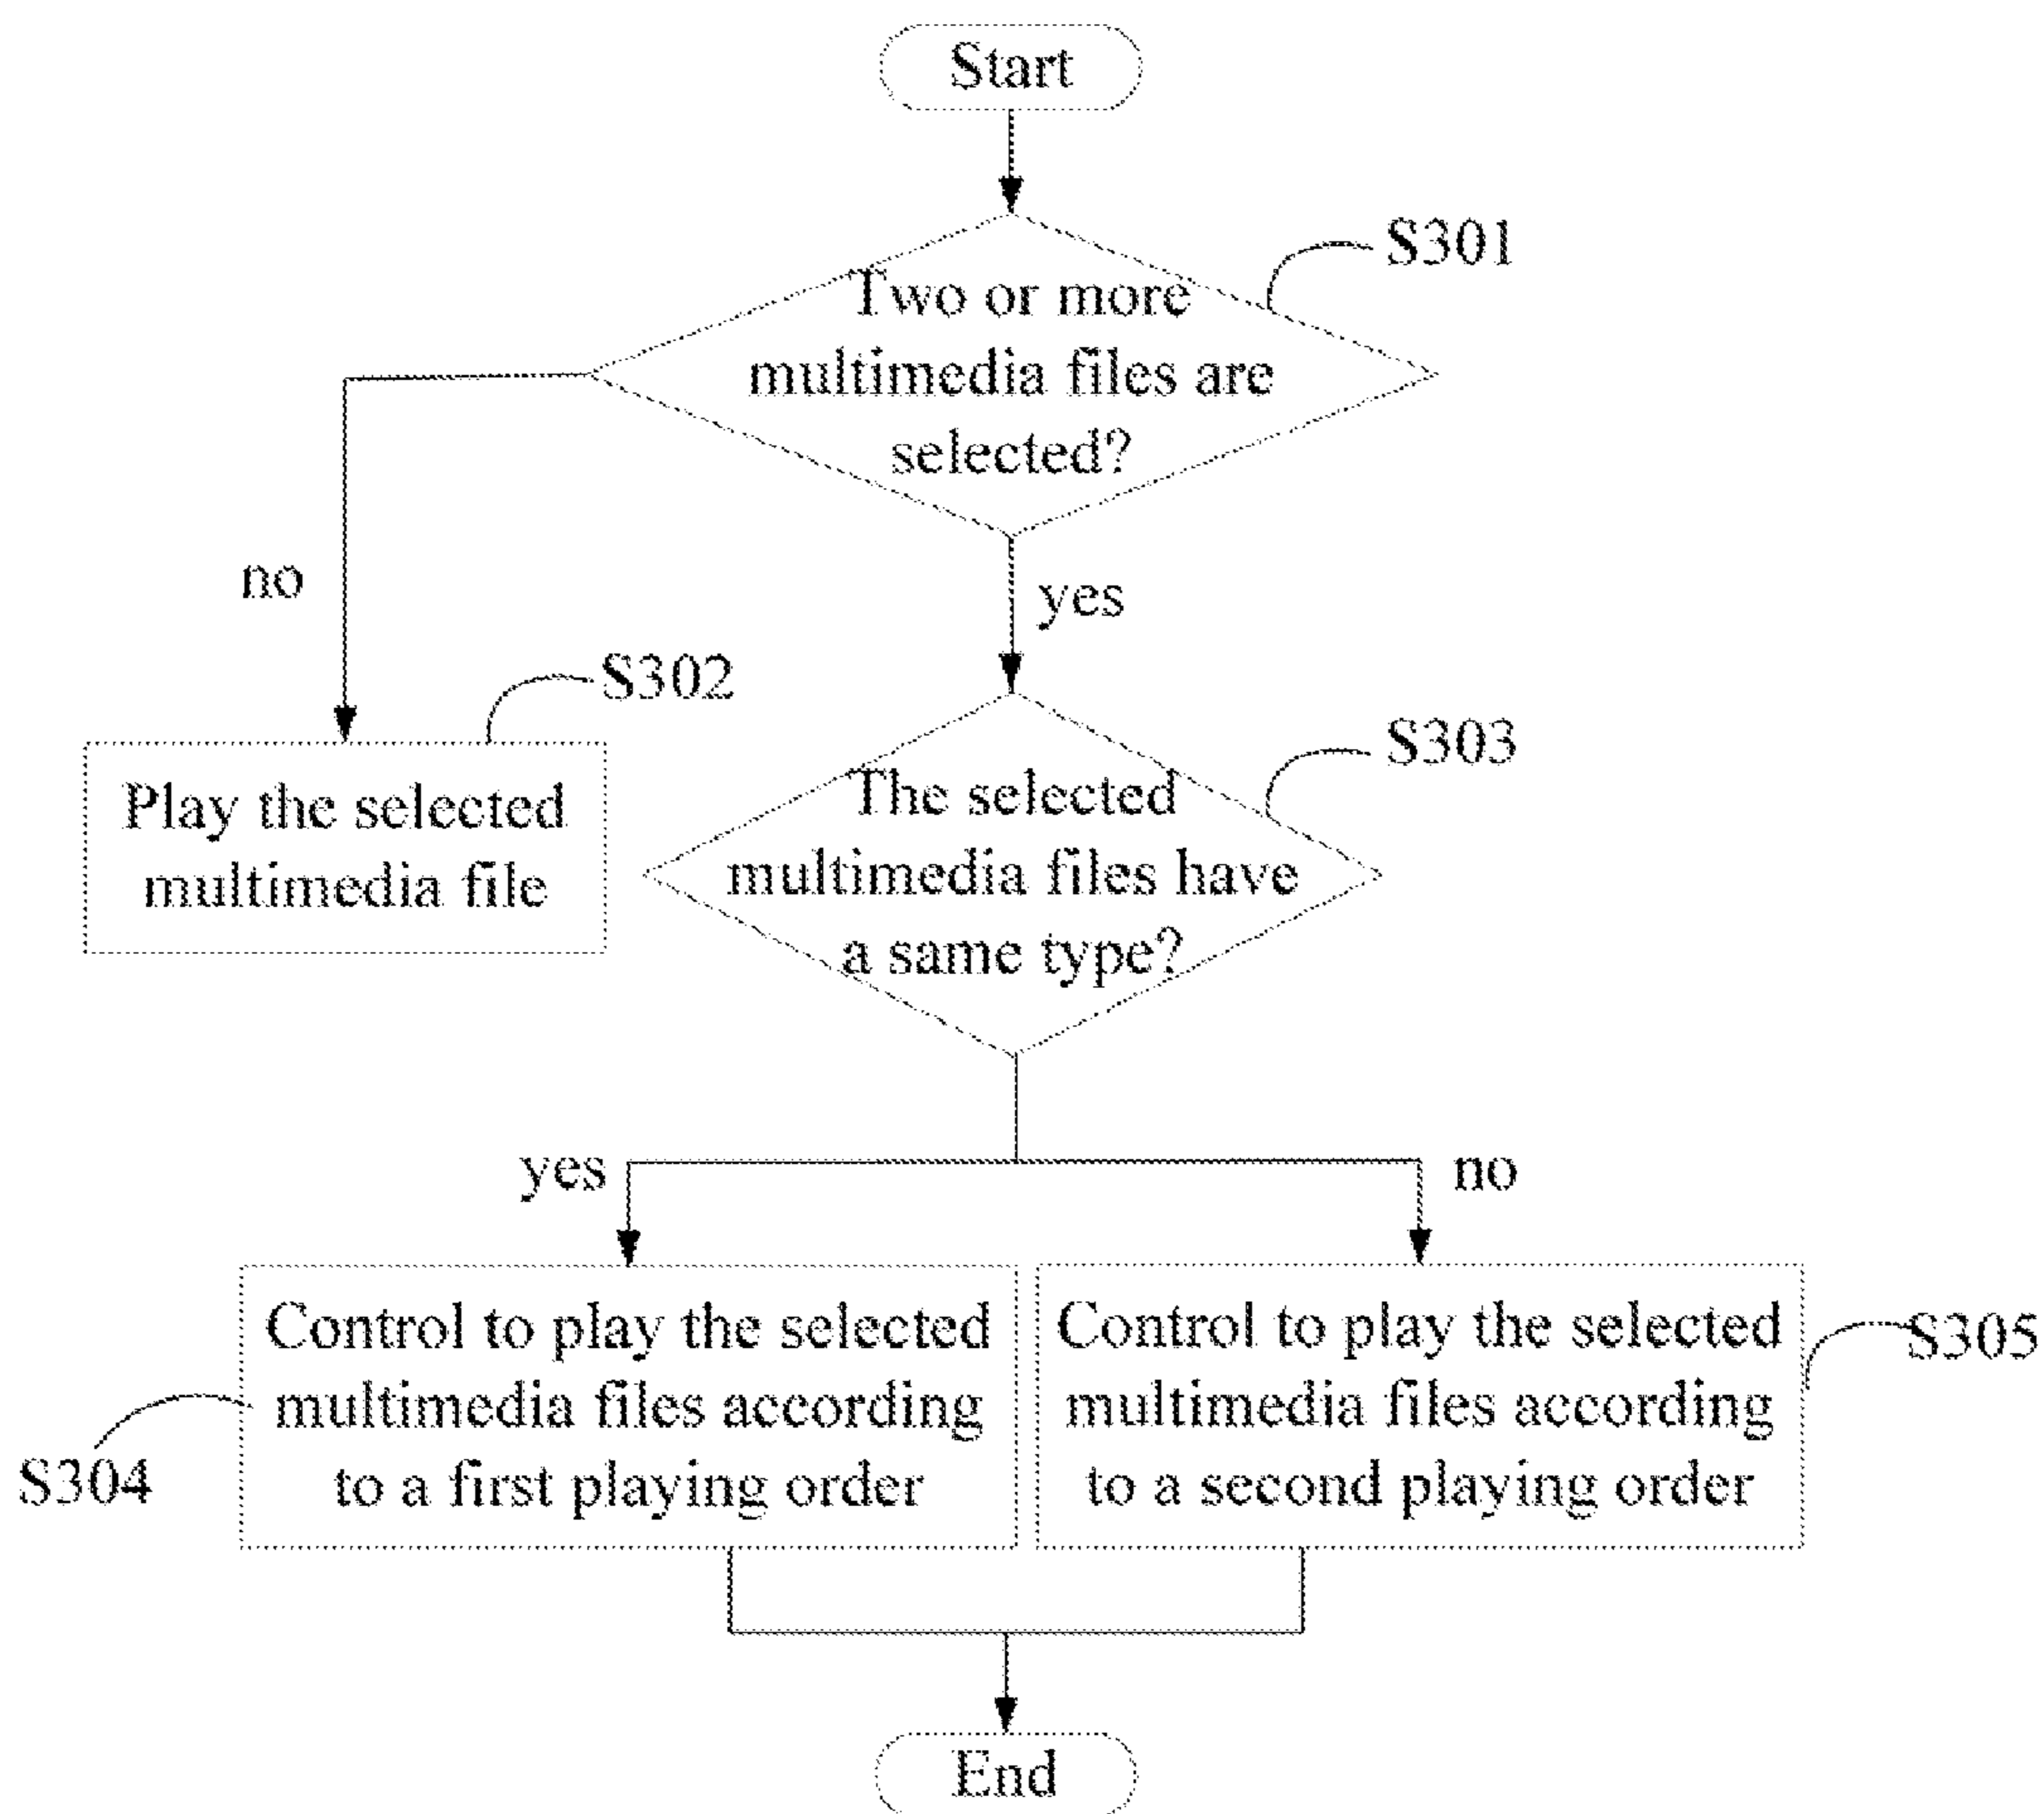 Start
S301
Two or more
multimedia files are
selected?
no
yes
S302
Play the selected
multimedia file
S303
The selected
multimedia files have
a same type?
yes
no
Control to play the selected
multimedia files according
to a first playing order
S304
Control to play the selected
multimedia files according
to a second playing order
S305
End